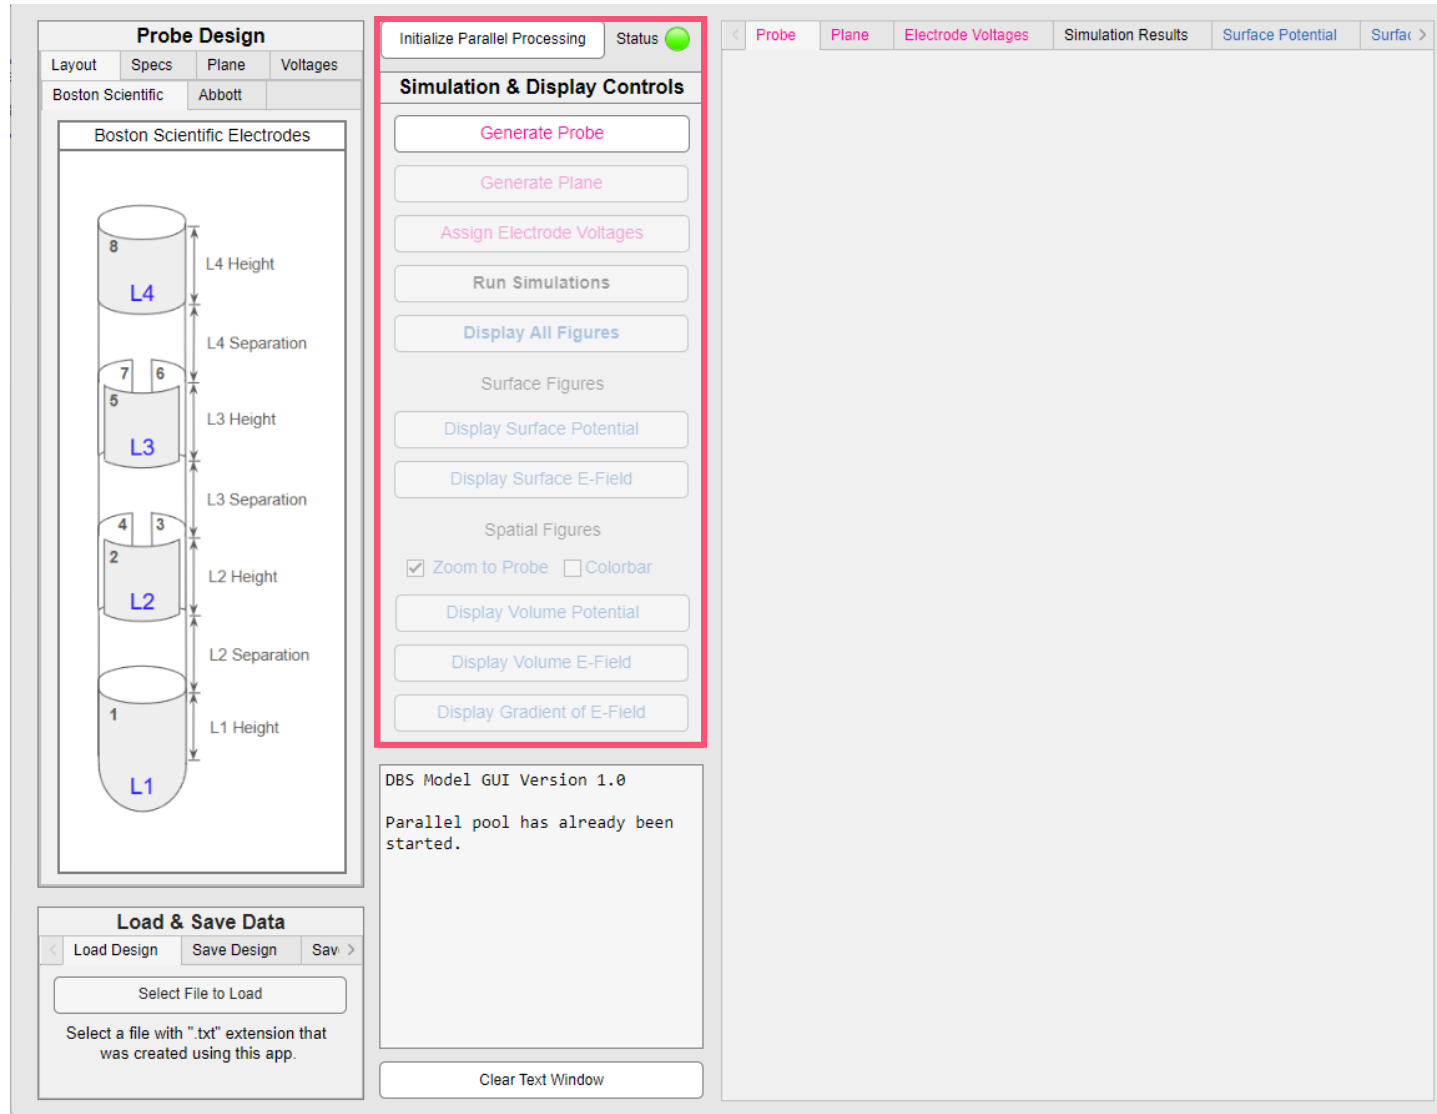 Probe Design
Layout Specs Plane Voltages
Boston Scientific Abbott
Boston Scientific Electrodes
8
L4
L4 Height
L4 Separation
7 6
5
L3
L3 Height
L3 Separation
4 3
2
L2
L2 Height
L2 Separation
1
L1
L1 Height
Load & Save Data
Load Design Save Design
Select File to Load
Select a file with ".txt" extension that
was created using this app.
Initialize Parallel Processing Status
Simulation & Display Controls
Generate Probe
Generate Plane
Assign Electrode Voltages
Run Simulations
Display All Figures
Surface Figures
Display Surface Potential
Display Surface E-Field
Spatial Figures
Zoom to Probe Colorbar
Display Volume Potential
Display Volume E-Field
Display Gradient of E-Field
DBS Model GUI Version 1.0
Parallel pool has already been
started.
Clear Text Window
Probe Plane Electrode Voltages Simulation Results Surface Potential